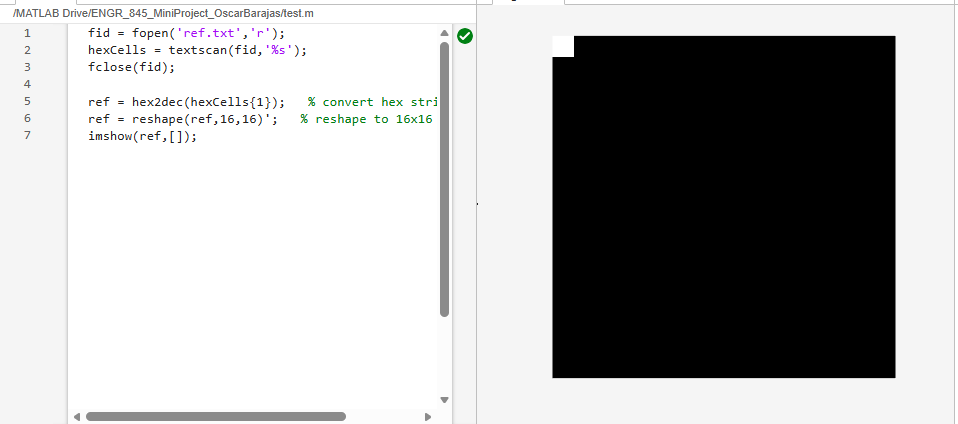 /MATLAB Drive/ENGR_845_MiniProject_OscarBarajas/test.m
1 fid = fopen('ref.txt','r');
2 hexCells = textscan(fid,'%s');
3 fclose(fid);
4
5 ref = hex2dec(hexCells{1});   % convert hex stri
6 ref = reshape(ref,16,16)';   % reshape to 16x16
7 imshow(ref,[]);